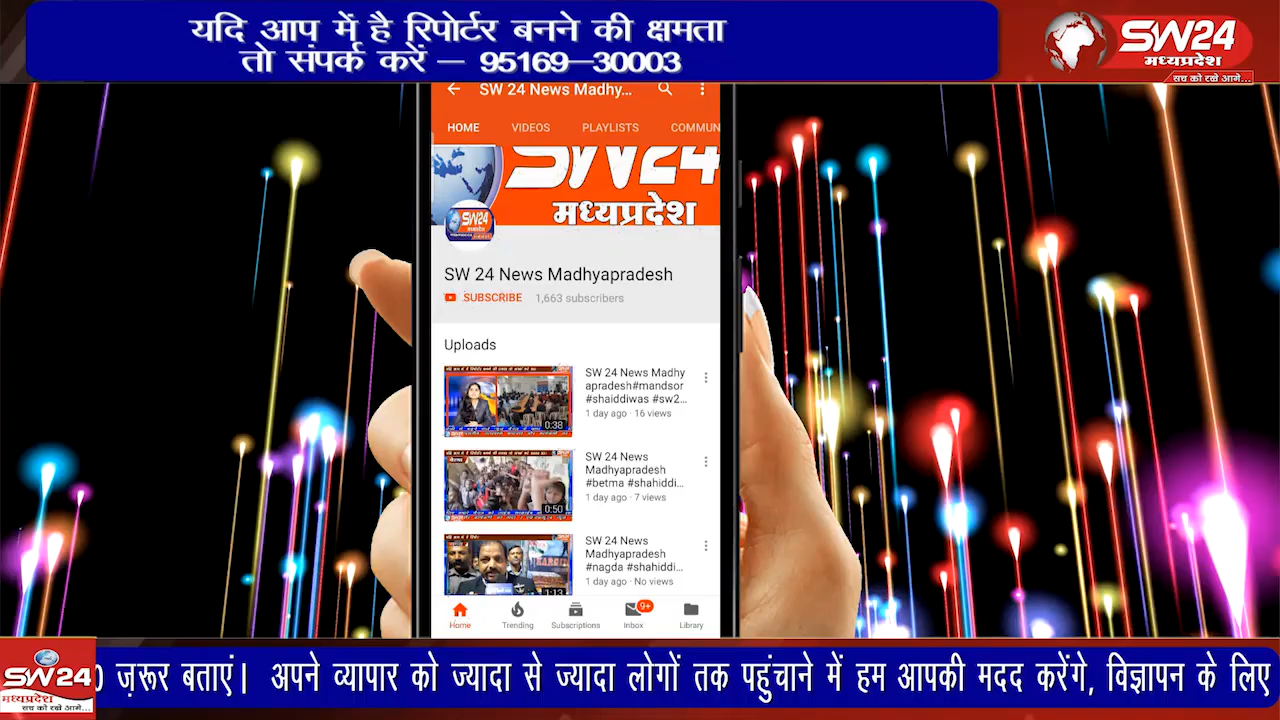 यदि आप में है रिपोर्टर बनने की क्षमता
तो संपर्क करें – 95169–30003
SW24
मध्यप्रदेश
सच को रखे आगे...
SW 24 News Madhy...
HOME VIDEOS PLAYLISTS COMMUN
SW24
मध्यप्रदेश
SW24
SW 24 News Madhyapradesh
SUBSCRIBE 1,663 subscribers
Uploads
SW 24 News Madhy
apradesh#mandsor
#shaiddiwas #sw2...
1 day ago · 16 views
0:38
SW 24 News
Madhyapradesh
#betma #shahiddi...
1 day ago · 7 views
0:50
SW 24 News
Madhyapradesh
#nagda #shahiddi...
1 day ago · No views
1:13
9+
Home Trending Subscriptions Inbox Library
SW24
मध्यप्रदेश
सच को रखे आगे...
0 ज़रूर बताएं। अपने व्यापार को ज्यादा से ज्यादा लोगों तक पहुंचाने में हम आपकी मदद करेंगे, विज्ञापन के लिए